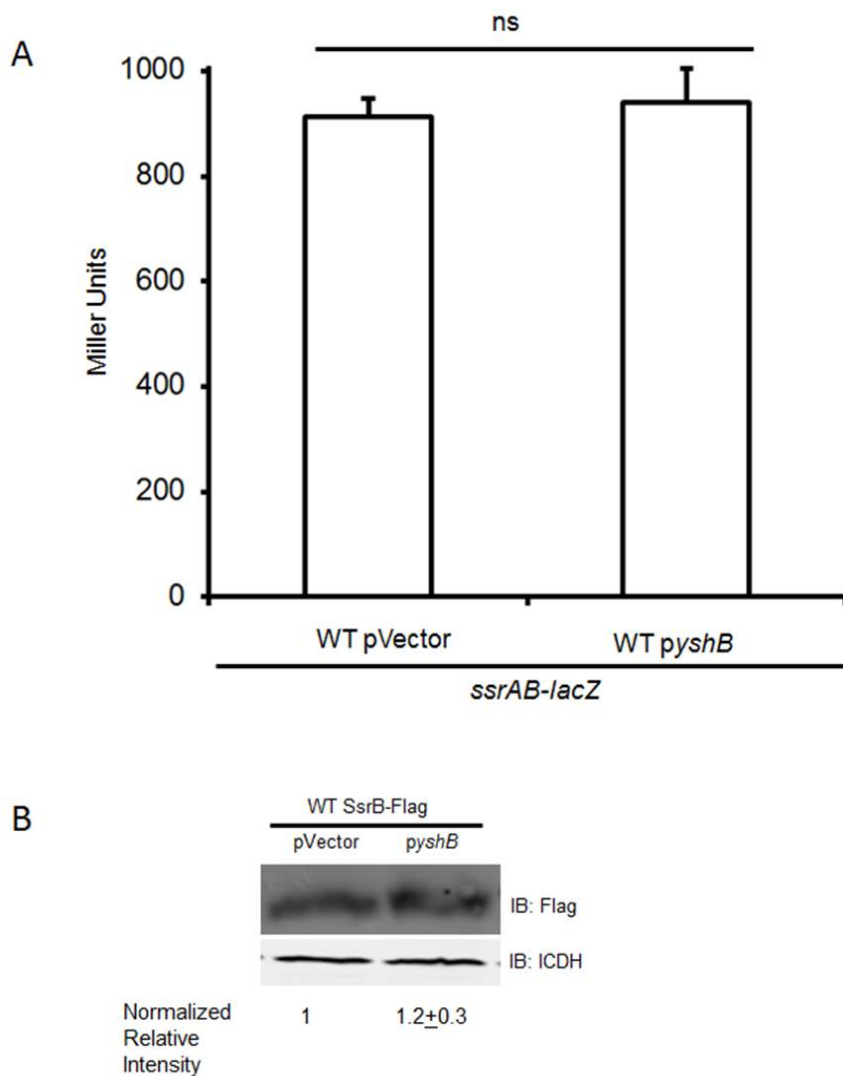 A
ns
1000
800
600
400
200
0
Miller Units
WT pVector WT pyshB
ssrAB-lacZ
B
WT SsrB-Flag
pVector pyshB
IB: Flag
IB: ICDH
Normalized 1 1.2±0.3
Relative
Intensity